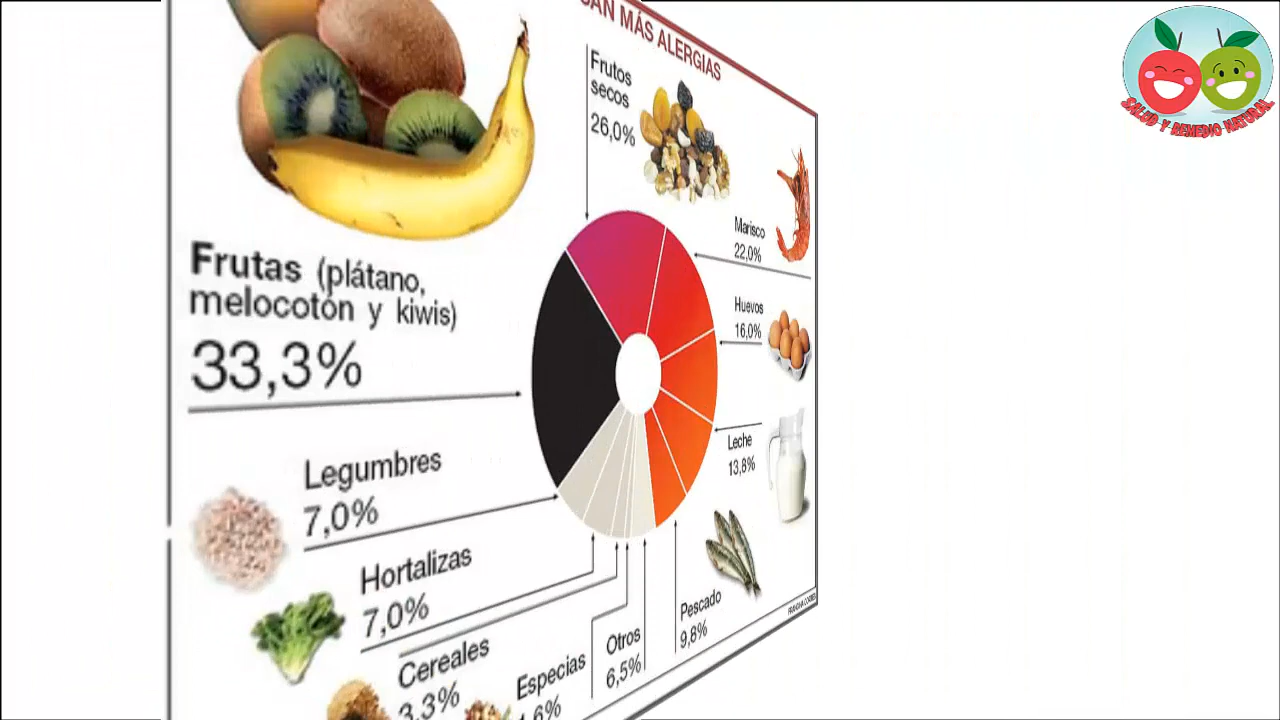 MÁS ALERGIAS
Frutos
secos
26,0%
Marisco
22,0%
Huevos
16,0%
Leche
13,8%
Pescado
9,8%
Otros
6,5%
Especias
Cereales
3,3%
Hortalizas
7,0%
Legumbres
7,0%
Frutas (plátano,
melocotón y kiwis)
33,3%
SALUD Y REMEDIO NATURAL